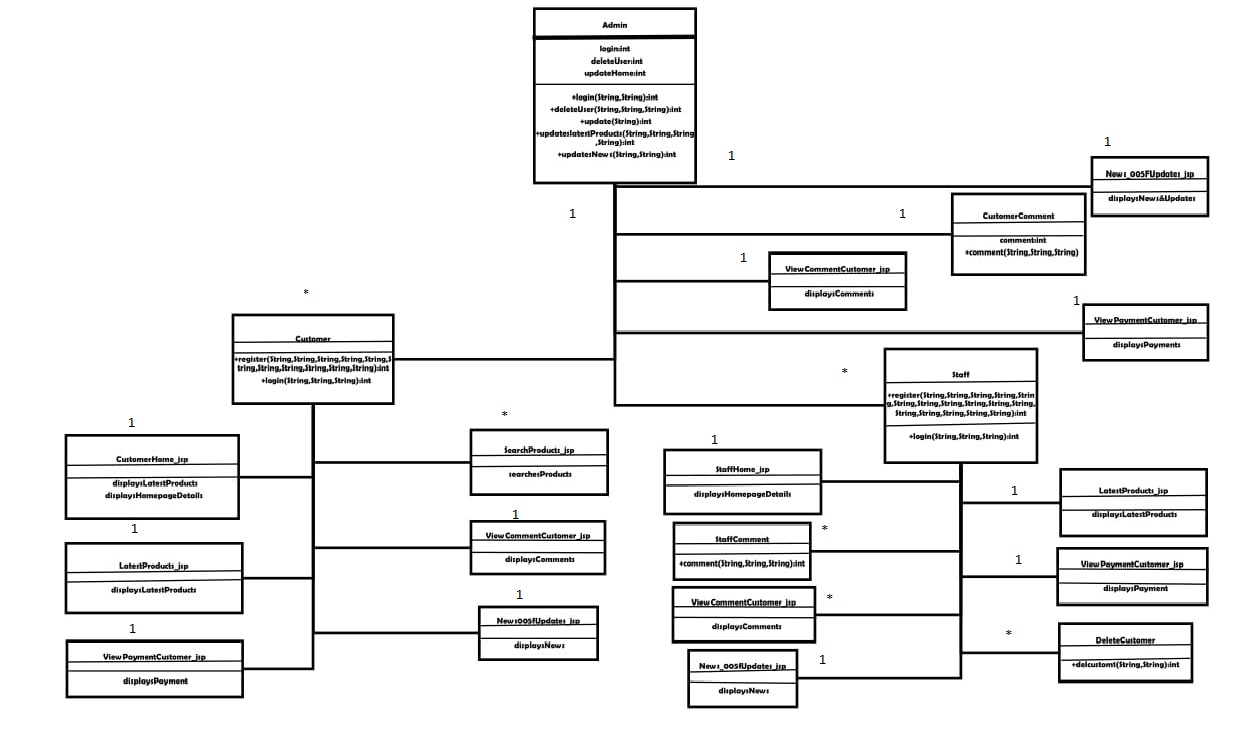 Admin
login:int
deleteUser:int
updateHome:int
+login(String,String):int
+deleteUser(String,String,String):int
+update(String):int
+updateslatestProducts(String,String,String
,String):int
+updatesNews(String,String):int
1
1
News_005FUpdates_jsp
displaysNews&Updates
1
1
CustomerComment
comment:int
+comment(String,String,String)
1
ViewCommentCustomer_jsp
displaysComments
*
1
ViewPaymentCustomer_jsp
displaysPayments
Customer
+register(String,String,String,String,String,S
tring,String,String,String,String,String):int
+login(String,String,String):int
*
Staff
+register(String,String,String,String,Strin
g,String,String,String,String,String,String,
String,String,String,String,String):int
+login(String,String,String):int
1
CustomerHome_jsp
displaysLatestProducts
displaysHomepageDetails
*
SearchProducts_jsp
searchesProducts
1
LatestProducts_jsp
displaysLatestProducts
1
ViewCommentCustomer_jsp
displaysComments
1
ViewPaymentCustomer_jsp
displaysPayment
1
News005fUpdates_jsp
displaysNews
1
StaffHome_jsp
displaysHomepageDetails
1
LatestProducts_jsp
displaysLatestProducts
*
StaffComment
+comment(String,String,String):int
1
ViewPaymentCustomer_jsp
displaysPayment
*
ViewCommentCustomer_jsp
displaysComments
*
DeleteCustomer
+delcustom1(String,String):int
1
News_005fUpdates_jsp
displaysNews